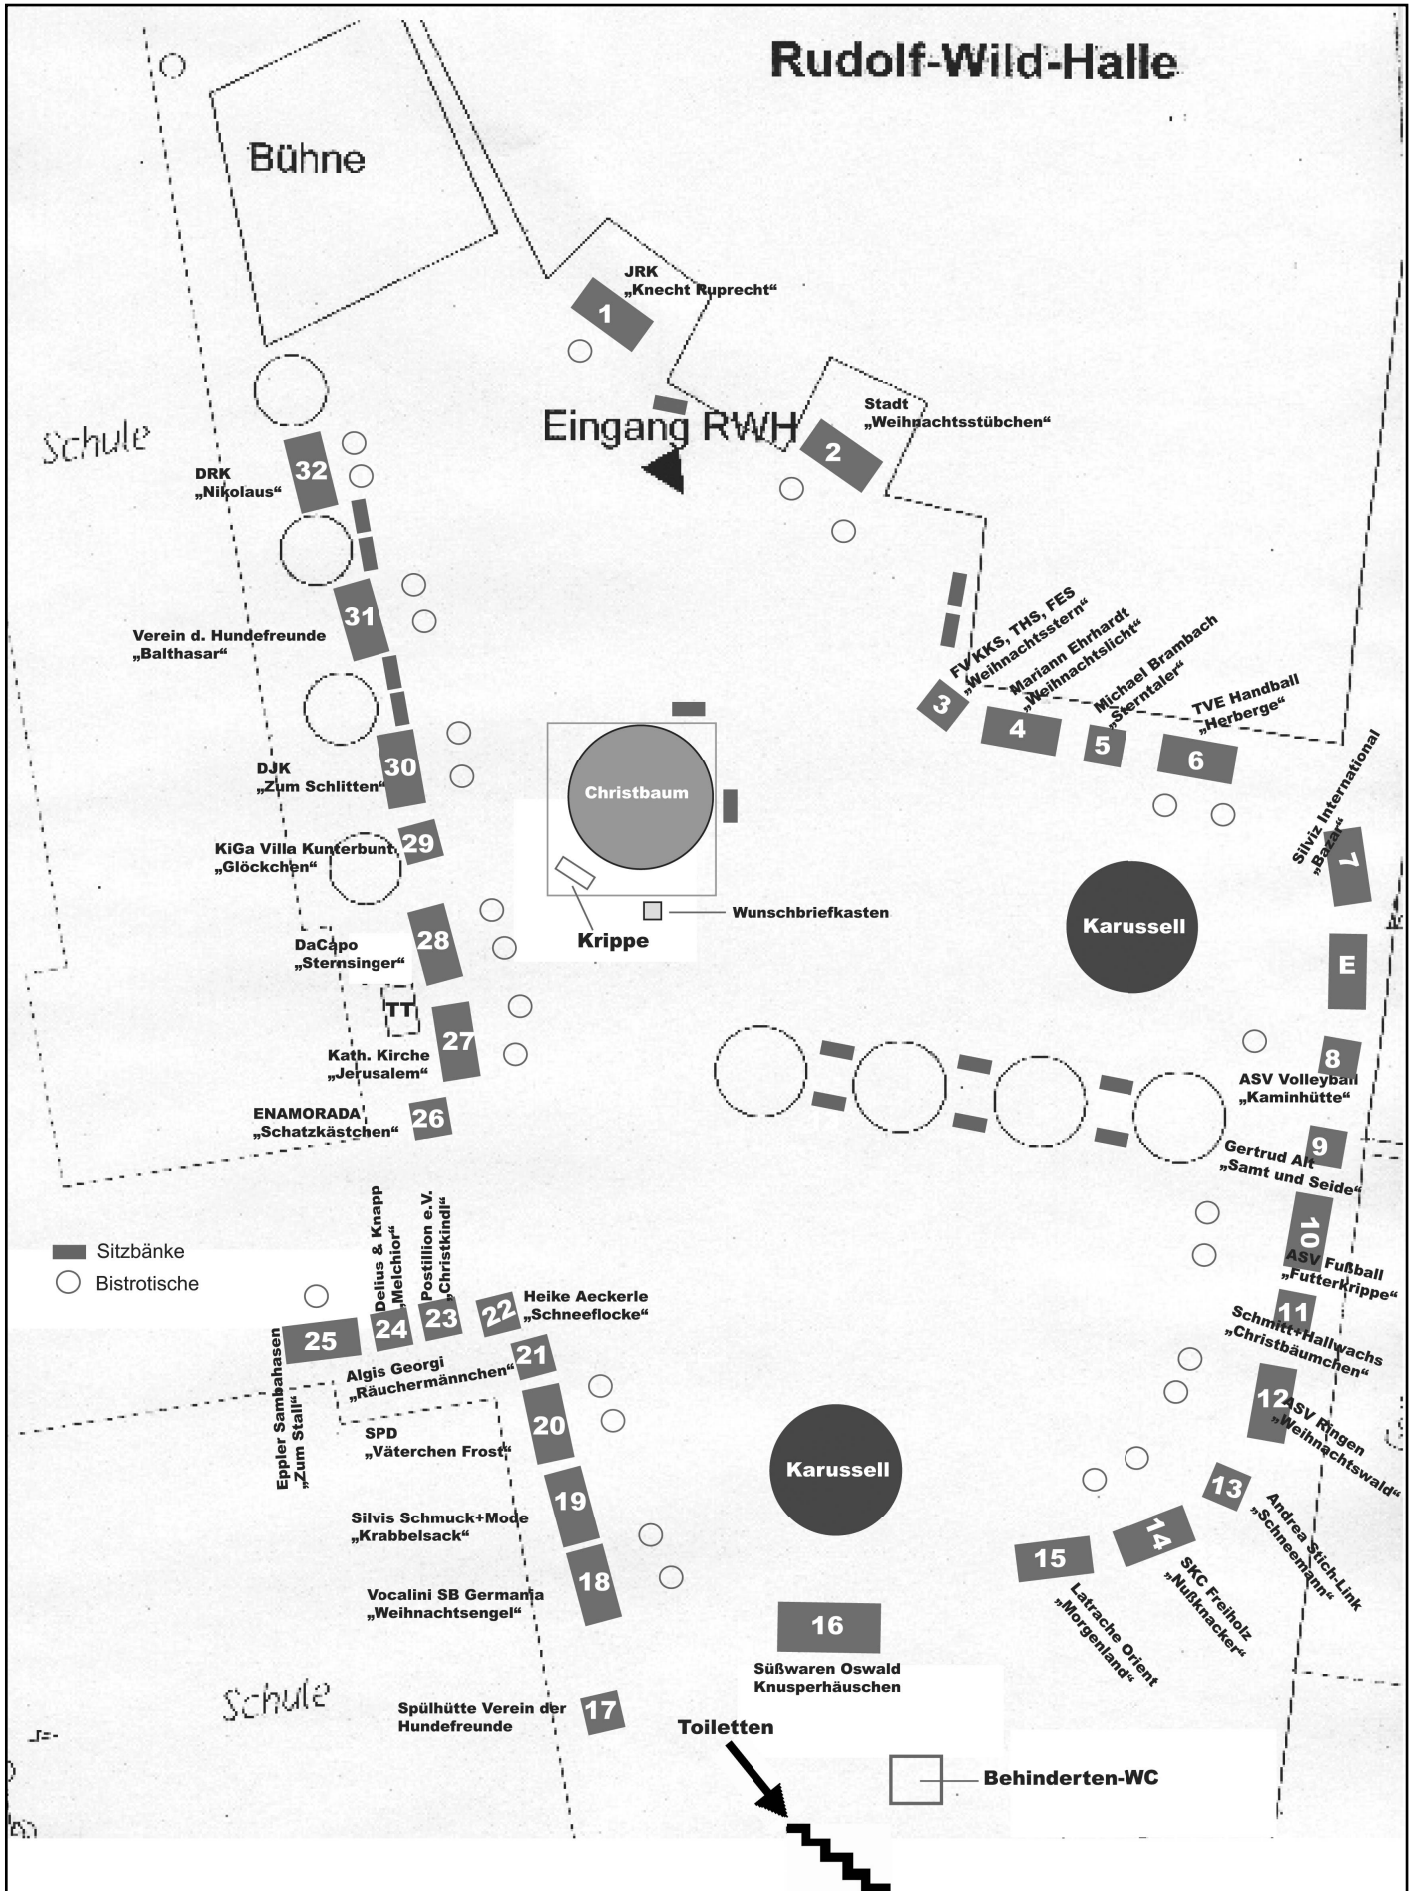 Rudolf-Wild-Halle
Bühne
JRK
„Knecht Ruprecht“
1
Eingang RWH
Stadt
„Weihnachtsstübchen“
2
Schule
DRK
„Nikolaus“
32
31
Verein d. Hundefreunde
„Balthasar“
FV KKS, THS, FES
„Weihnachtsstern“
Mariann Ehrhardt
„Weihnachtslicht“
Michael Brambach
„Sterntaler“
TVE Handball
„Herberge“
3
4
5
6
Silviz International
„Bazar“
7
DJK
„Zum Schlitten“
30
Christbaum
KiGa Villa Kunterbunt
„Glöckchen“
29
Wunschbriefkasten
Krippe
Karussell
DaCapo
„Sternsinger“
28
E
TT
Kath. Kirche
„Jerusalem“
27
8
ASV Volleyball
„Kaminhütte“
ENAMORADA
„Schatzkästchen“
26
9
Gertrud Alt
„Samt und Seide“
10
ASV Fußball
„Futterkrippe“
Sitzbänke
Bistrotische
Delius & Knapp
„Melchior“
Postillion e.V.
„Christkindl“
Heike Aeckerle
„Schneeflocke“
25
24
23
22
11
Schmitt+Hallwachs
„Christbäumchen“
Eppler Sambahasen
„Zum Stall“
Algis Georgi
„Räuchermännchen“
21
12
ASV Ringen
„Weihnachtswald“
SPD
„Väterchen Frost“
20
Karussell
13
Andrea Stich-Link
„Schneemann“
Silvis Schmuck+Mode
„Krabbelsack“
19
14
SKC Freiholz
„Nußknacker“
15
Latrache Orient
„Morgenland“
Vocalini SB Germania
„Weihnachtsengel“
18
16
Süßwaren Oswald
Knusperhäuschen
Schule
Spülhütte Verein der
Hundefreunde
17
Toiletten
Behinderten-WC